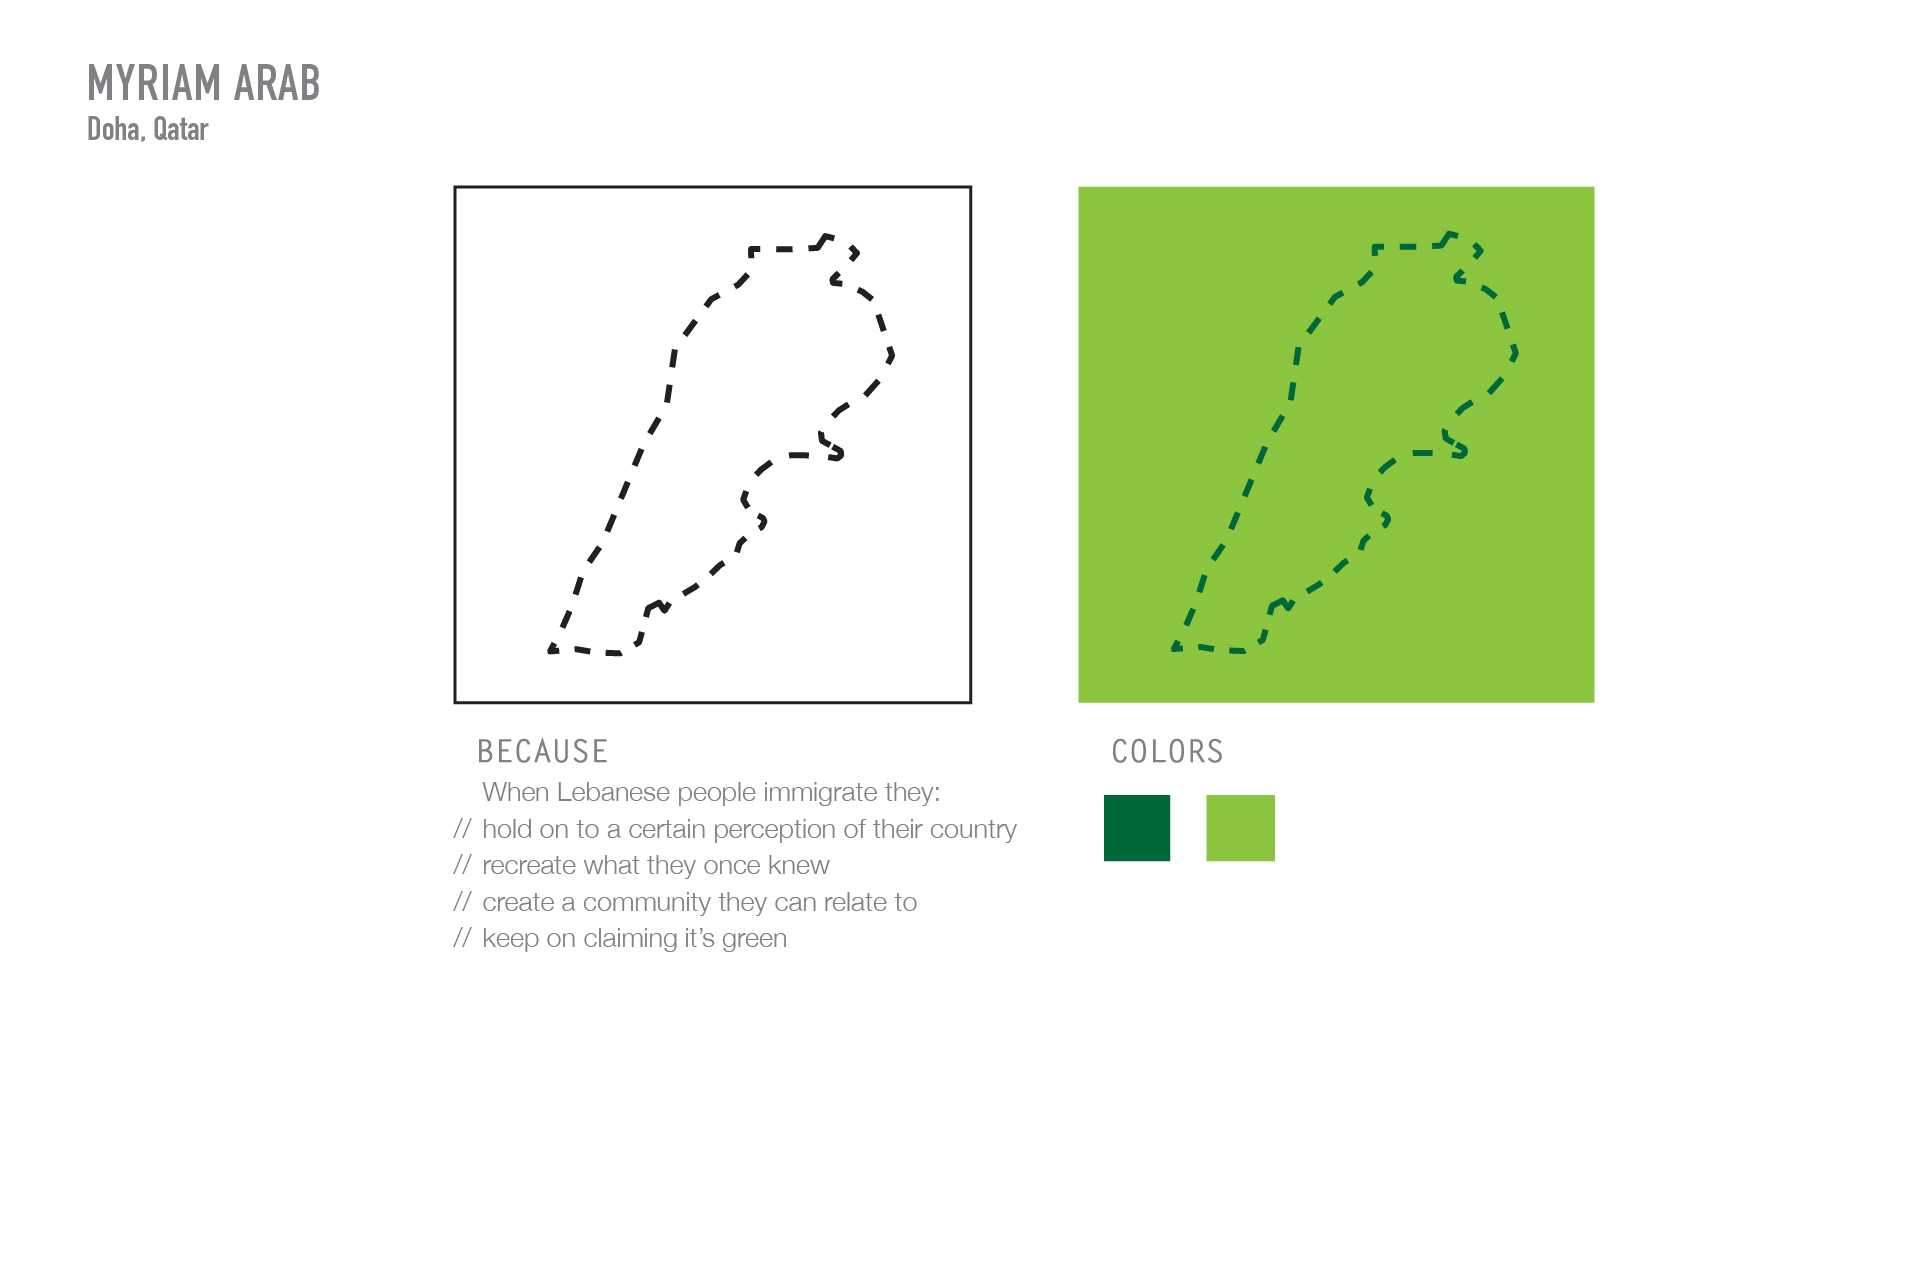 MYRIAM ARAB
Doha, Qatar
BECAUSE
When Lebanese people immigrate they:
// hold on to a certain perception of their country
// recreate what they once knew
// create a community they can relate to
// keep on claiming it’s green
COLORS